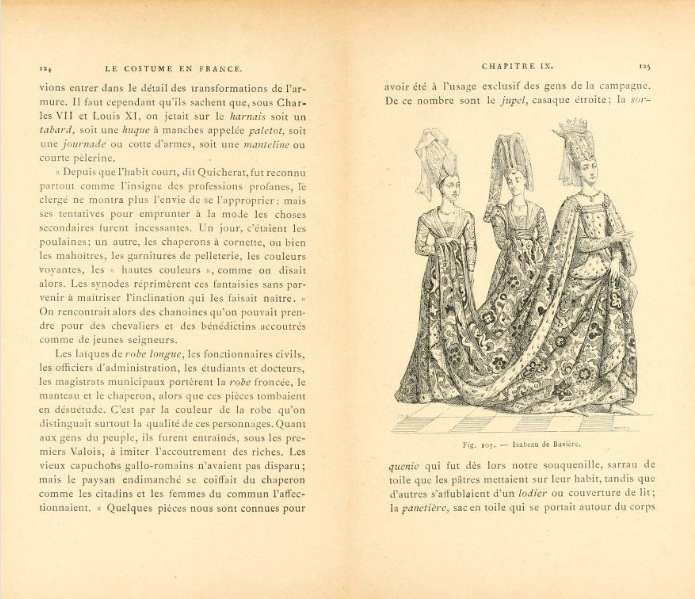 124
LE COSTUME EN FRANCE.
vions entrer dans le détail des transformations de l'ar-
mure. Il faut cependant qu'ils sachent que, sous Char-
les VII et Louis XI, on jetait sur le harnais soit un
tabard, soit une huque à manches appelée paletot, soit
une journade ou cotte d'armes, soit une manteline ou
courte pèlerine.
« Depuis que l'habit court, dit Quicherat, fut reconnu
partout comme l'insigne des professions profanes, le
clergé ne montra plus l'envie de se l'approprier; mais
ses tentatives pour emprunter à la mode les choses
secondaires furent incessantes. Un jour, c'étaient les
poulaines; un autre, les chaperons à cornette, ou bien
les mahoîtres, les garnitures de pelleterie, les couleurs
voyantes, les « hautes couleurs », comme on disait
alors. Les synodes réprimèrent ces fantaisies sans par-
venir à maîtriser l'inclination qui les faisait naître. »
On rencontrait alors des chanoines qu'on pouvait pren-
dre pour des chevaliers et des bénédictins accoutrés
comme de jeunes seigneurs.
Les laïques de robe longue, les fonctionnaires civils,
les officiers d'administration, les étudiants et docteurs,
les magistrats municipaux portèrent la robe froncée, le
manteau et le chaperon, alors que ces pièces tombaient
en désuétude. C'est par la couleur de la robe qu'on
distinguait surtout la qualité de ces personnages. Quant
aux gens du peuple, ils furent entraînés, sous les pre-
miers Valois, à imiter l'accoutrement des riches. Les
vieux capuchons gallo-romains n'avaient pas disparu;
mais le paysan endimanché se coiffait du chaperon
comme les citadins et les femmes du commun l'affec-
tionnaient. « Quelques pièces nous sont connues pour
CHAPITRE IX.
125
avoir été à l'usage exclusif des gens de la campagne.
De ce nombre sont le jupel, casaque étroite; la sor-
Fig. 105. — Isabeau de Bavière.
quenie qui fut dès lors notre souquenille, sarrau de
toile que les pâtres mettaient sur leur habit, tandis que
d'autres s'affublaient d'un lodier ou couverture de lit;
la panetière, sac en toile qui se portait autour du corps